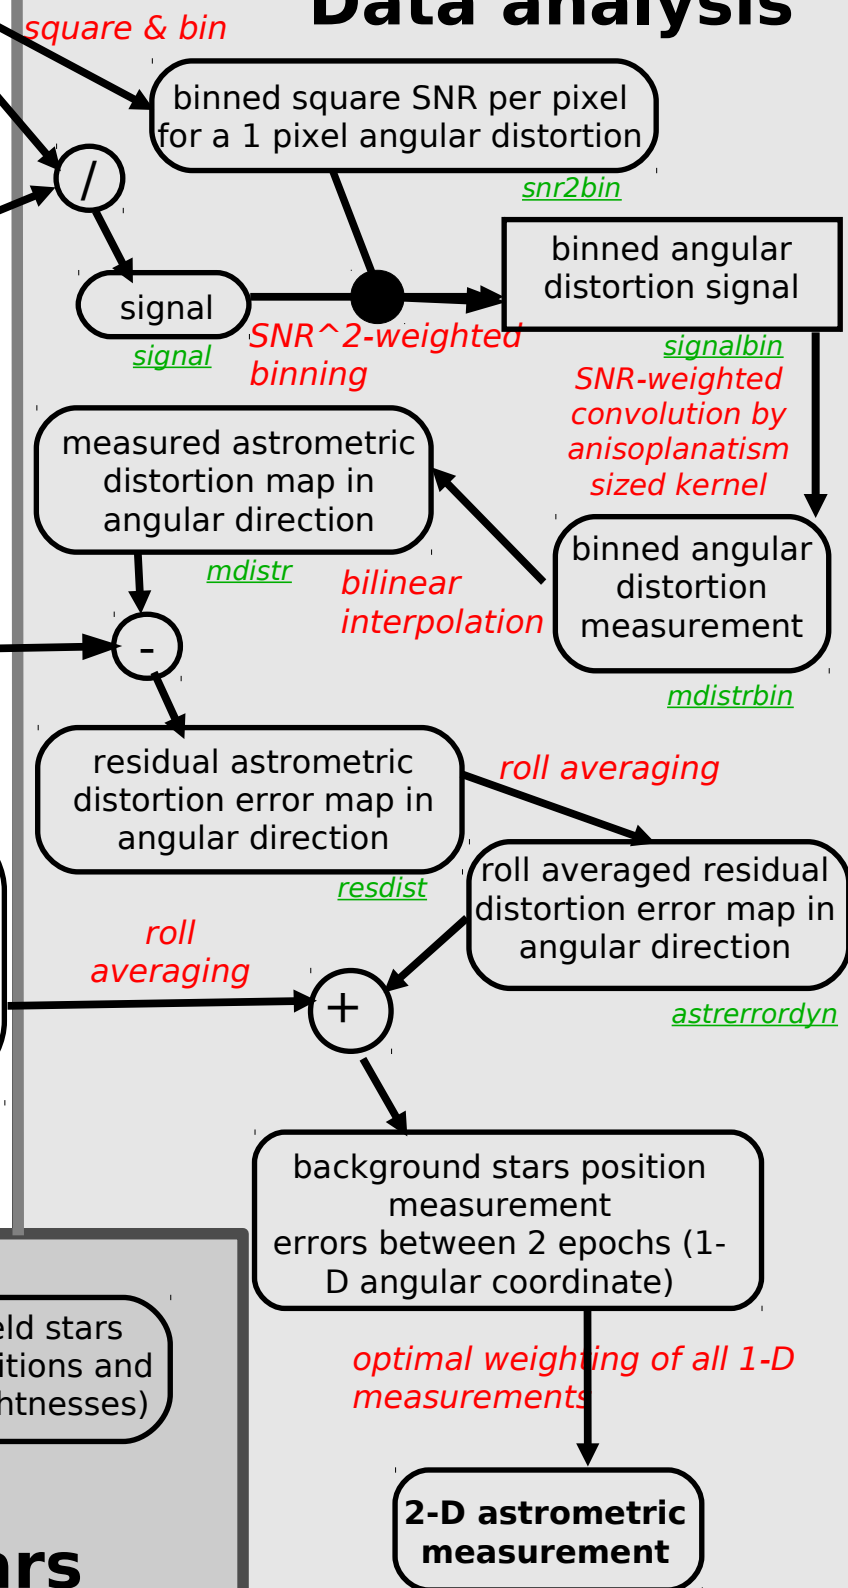 Data analysis
square & bin
binned square SNR per pixel
for a 1 pixel angular distortion
snr2bin
/
binned angular
distortion signal
signal
signal
SNR^2-weighted
binning
signalbin
SNR-weighted
convolution by
anisoplanatism
sized kernel
measured astrometric
distortion map in
angular direction
mdistr
bilinear
interpolation
binned angular
distortion
measurement
mdistrbin
-
residual astrometric
distortion error map in
angular direction
resdist
roll averaging
roll averaged residual
distortion error map in
angular direction
astrerrordyn
roll
averaging
+
background stars position
measurement
errors between 2 epochs (1-
D angular coordinate)
eld stars
itions and
htnesses)
optimal weighting of all 1-D
measurements
2-D astrometric
measurement
ars